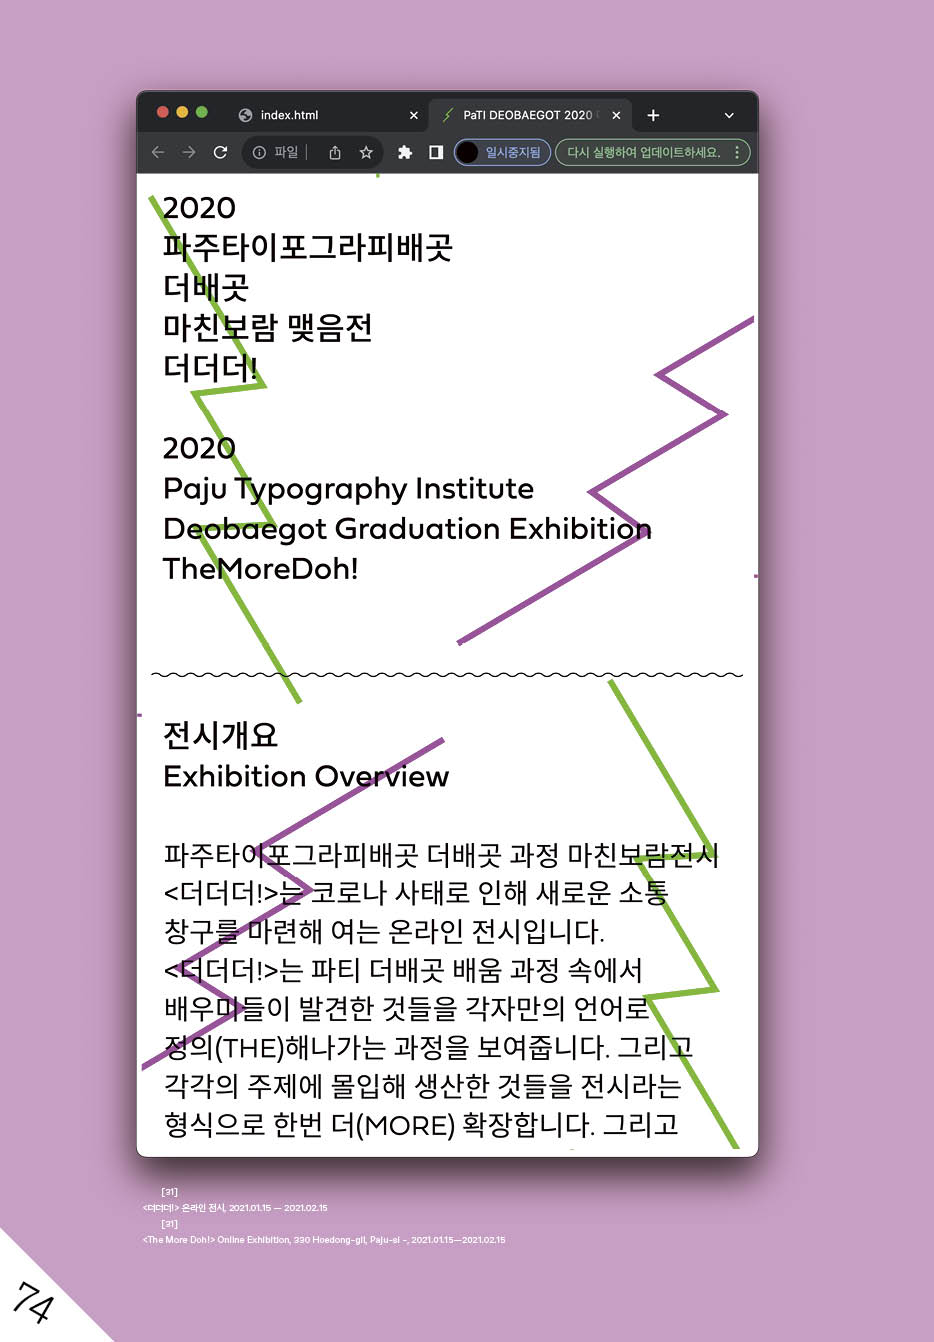 index.html
PaTI DEOBAEGOT 2020
파일
일시중지됨
다시 실행하여 업데이트하세요.
2020
파주타이포그라피배곳
더배곳
마친보람 맺음전
더더더!
2020
Paju Typography Institute
Deobaegot Graduation Exhibition
TheMoreDoh!
전시개요
Exhibition Overview
파주타이포그라피배곳 더배곳 과정 마친보람전시
<더더더!>는 코로나 사태로 인해 새로운 소통
창구를 마련해 여는 온라인 전시입니다.
<더더더!>는 파티 더배곳 배움 과정 속에서
배우미들이 발견한 것들을 각자만의 언어로
정의(THE)해나가는 과정을 보여줍니다. 그리고
각각의 주제에 몰입해 생산한 것들을 전시라는
형식으로 한번 더(MORE) 확장합니다. 그리고
[31]
<더더더!> 온라인 전시, 2021.01.15 — 2021.02.15
[31]
<The More Doh!> Online Exhibition, 330 Hoedong-gil, Paju-si -, 2021.01.15—2021.02.15
74